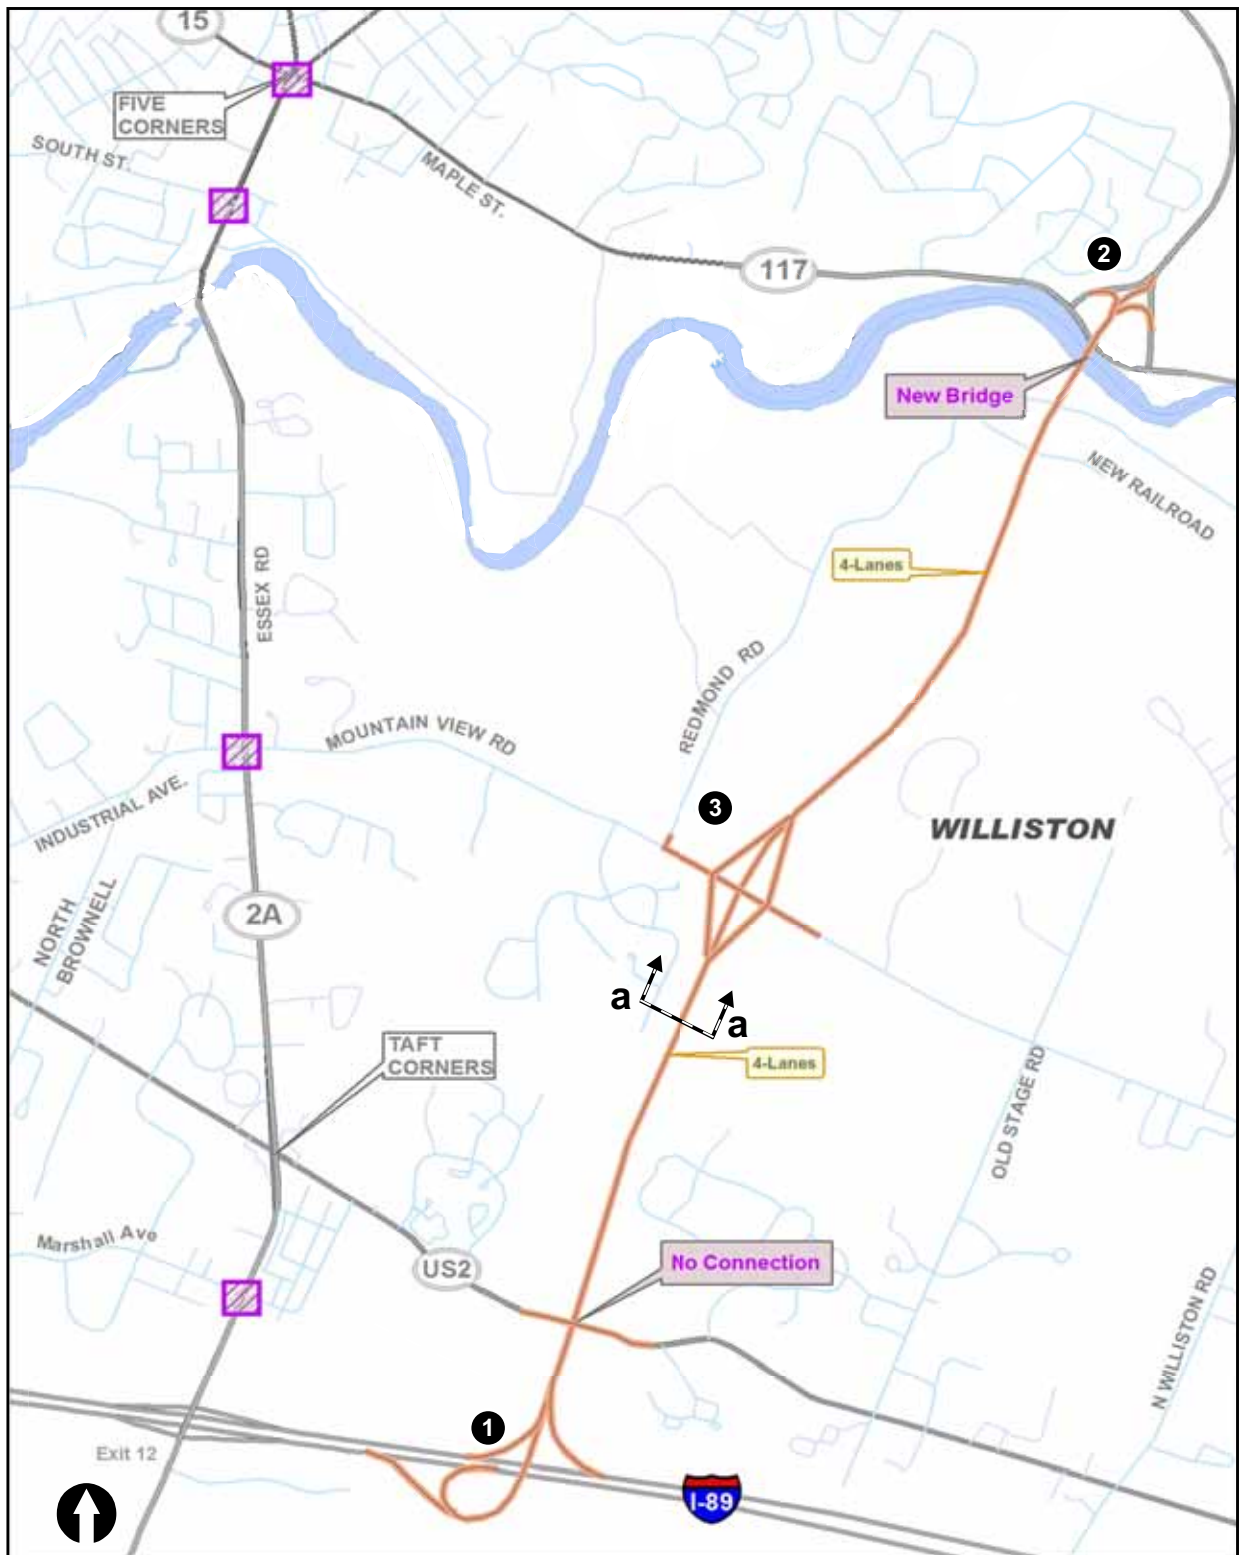 15
FIVE
CORNERS
SOUTH ST.
MAPLE ST.
117
2
New Bridge
NEW RAILROAD
4-Lanes
ESSEX RD
REDMOND RD
MOUNTAIN VIEW RD
INDUSTRIAL AVE.
3
WILLISTON
NORTH
BROWNELL
2A
a
a
4-Lanes
TAFT
CORNERS
OLD STAGE RD
Marshall Ave
US2
No Connection
N WILLISTON RD
1
Exit 12
I-89